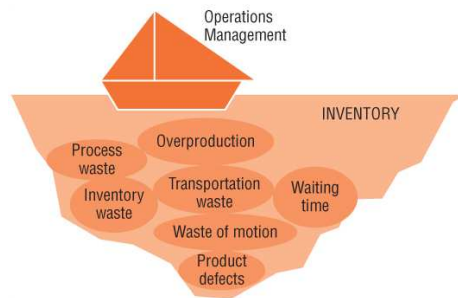 Operations
Management
INVENTORY
Overproduction
Process
waste
Inventory
waste
Transportation
waste
Waiting
time
Waste of motion
Product
defects